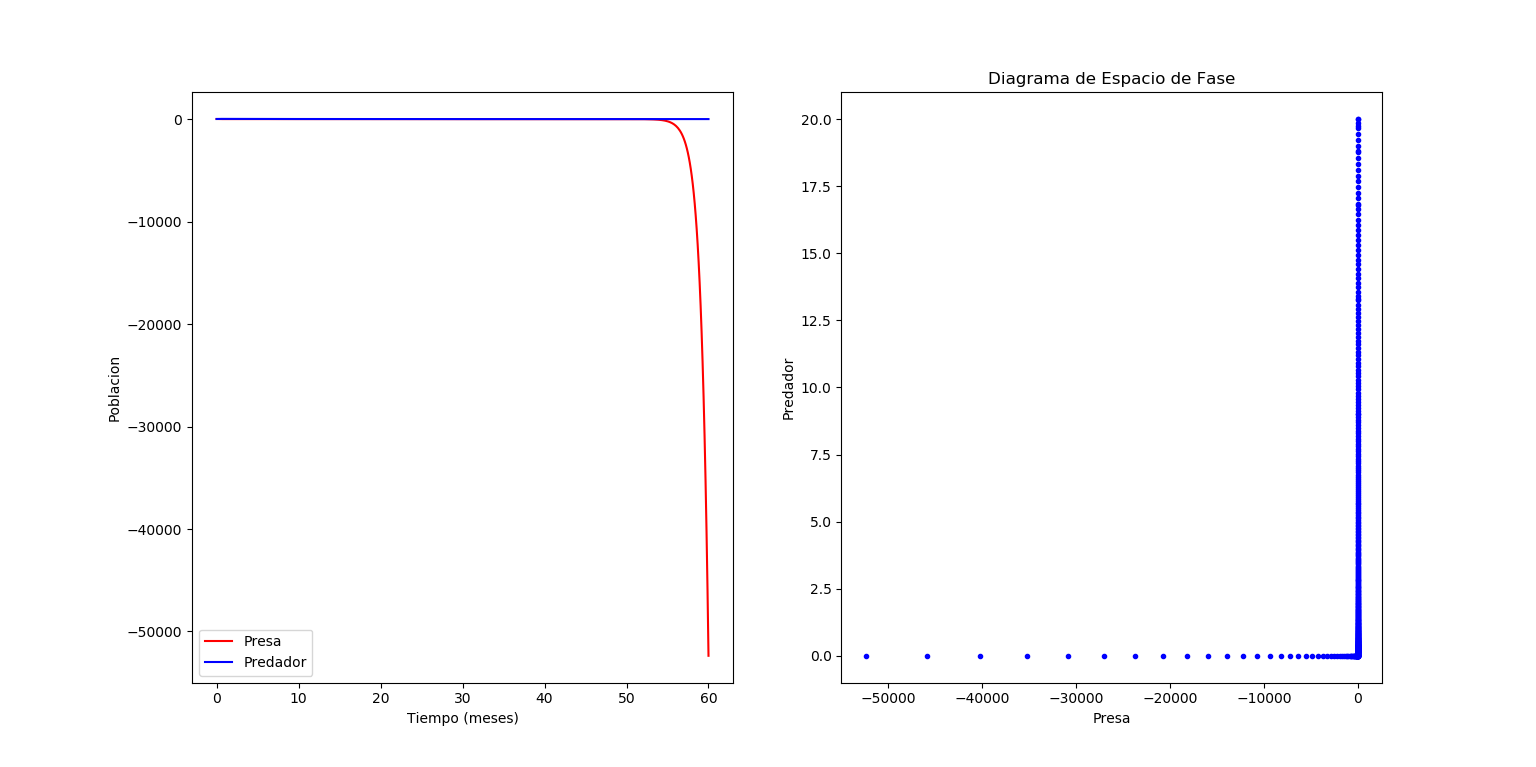 0
−10000
−20000
−30000
−40000
−50000
Poblacion
Presa
Predador
0 10 20 30 40 50 60
Tiempo (meses)
Diagrama de Espacio de Fase
20.0
17.5
15.0
12.5
10.0
7.5
5.0
2.5
0.0
Predador
−50000 −40000 −30000 −20000 −10000 0
Presa